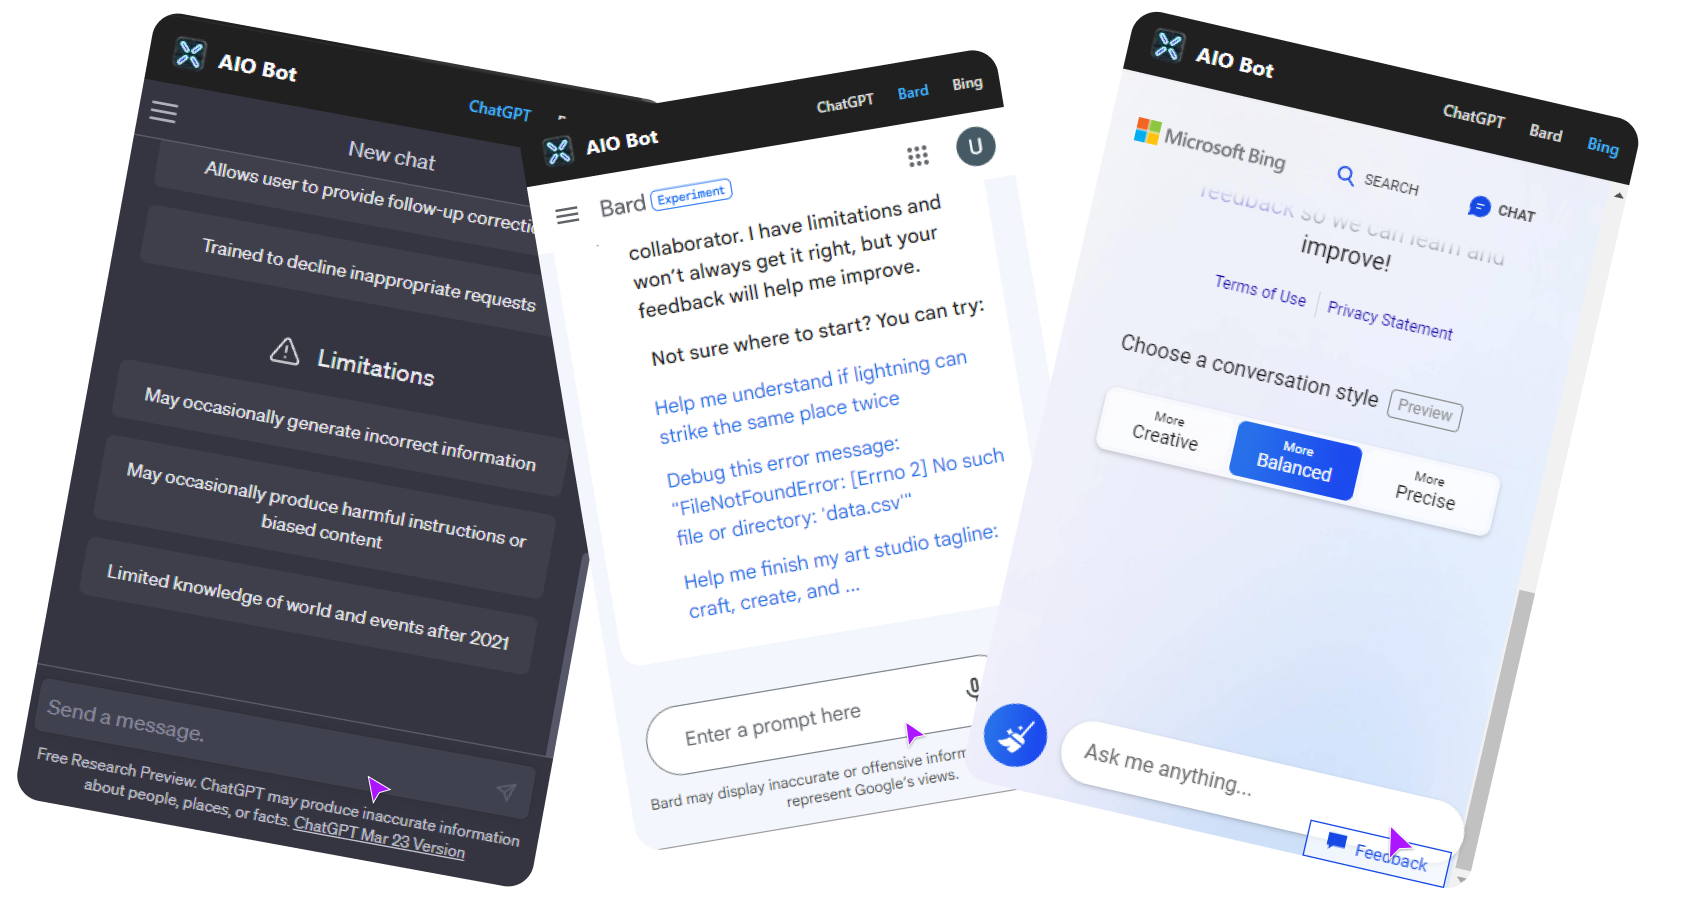 AIO Bot
ChatGPT
New chat
Allows user to provide follow-up
Trained to decline inappropriate requests
Limitations
May occasionally generate incorrect information
May occasionally produce harmful instructions or
biased content
Limited knowledge of world and events after 2021
Send a message.
Free Research Preview. ChatGPT may produce inaccurate information
about people, places, or facts. ChatGPT Mar 23 Version
AIO Bot
ChatGPT Bard Bing
U
Bard Experiment
collaborator. I have limitations and
won't always get it right, but your
feedback will help me improve.
Not sure where to start? You can try:
Help me understand if lightning can
strike the same place twice
Debug this error message:
"FileNotFoundError: [Errno 2] No such
file or directory: 'data.csv'"
Help me finish my art studio tagline:
craft, create, and ...
Enter a prompt here
Bard may display inaccurate or offensive
represent Google's views.
AIO Bot
ChatGPT Bard Bing
Microsoft Bing
SEARCH
CHAT
feedback so we can learn and
improve!
Terms of Use Privacy Statement
Choose a conversation style Preview
More
Creative
More
Balanced
More
Precise
Ask me anything...
Feedback